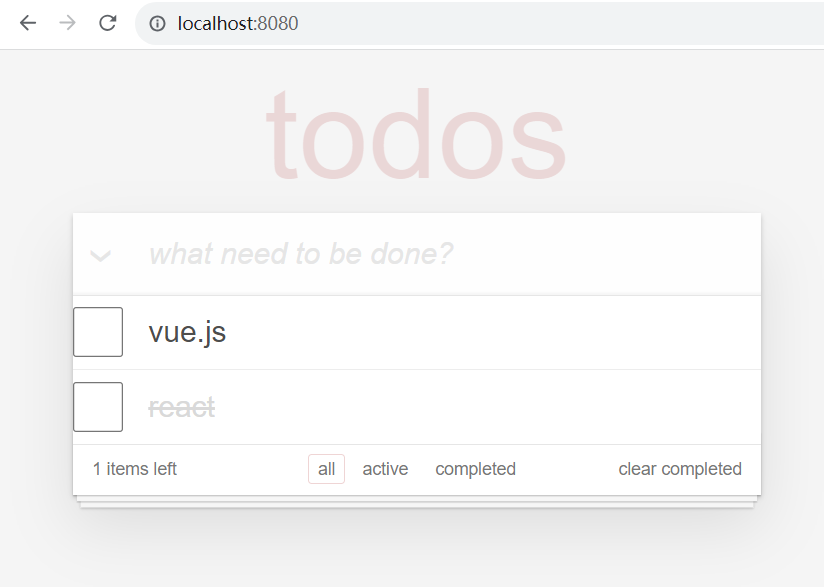 localhost:8080
todos
what need to be done?
vue.js
react
1 items left all active completed clear completed